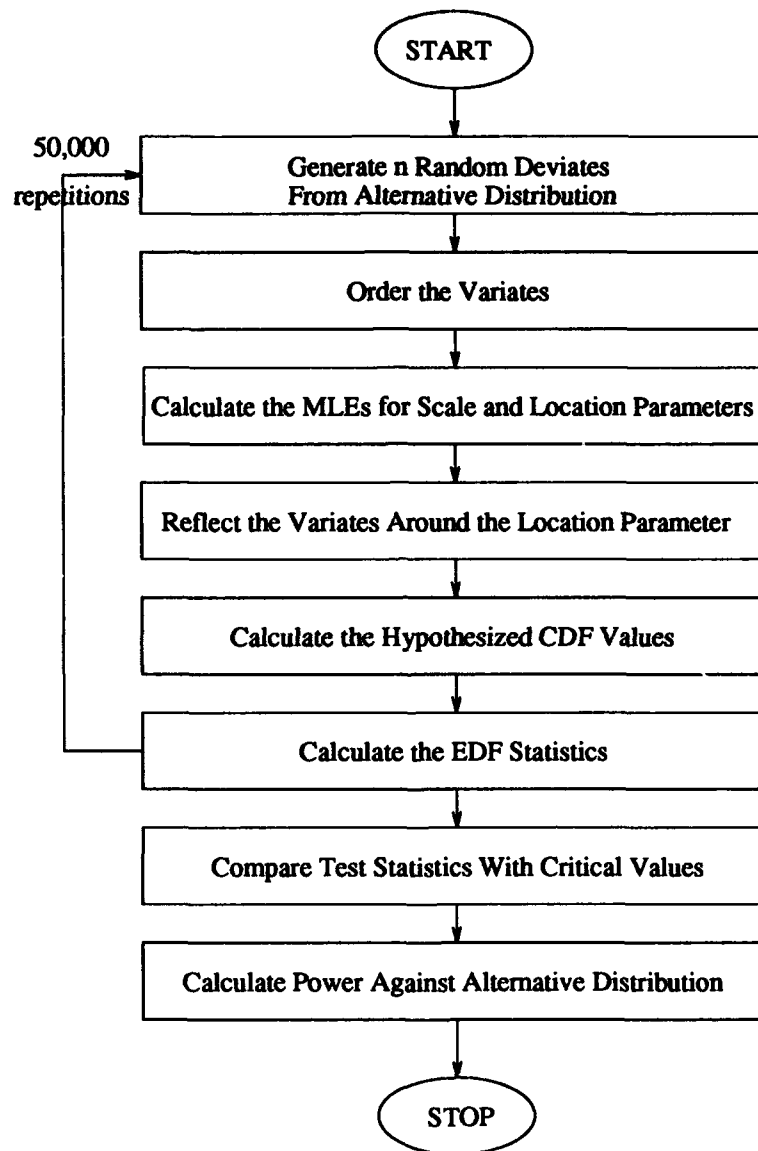 START
50,000
repetitions
Generate n Random Deviates
From Alternative Distribution
Order the Variates
Calculate the MLEs for Scale and Location Parameters
Reflect the Variates Around the Location Parameter
Calculate the Hypothesized CDF Values
Calculate the EDF Statistics
Compare Test Statistics With Critical Values
Calculate Power Against Alternative Distribution
STOP